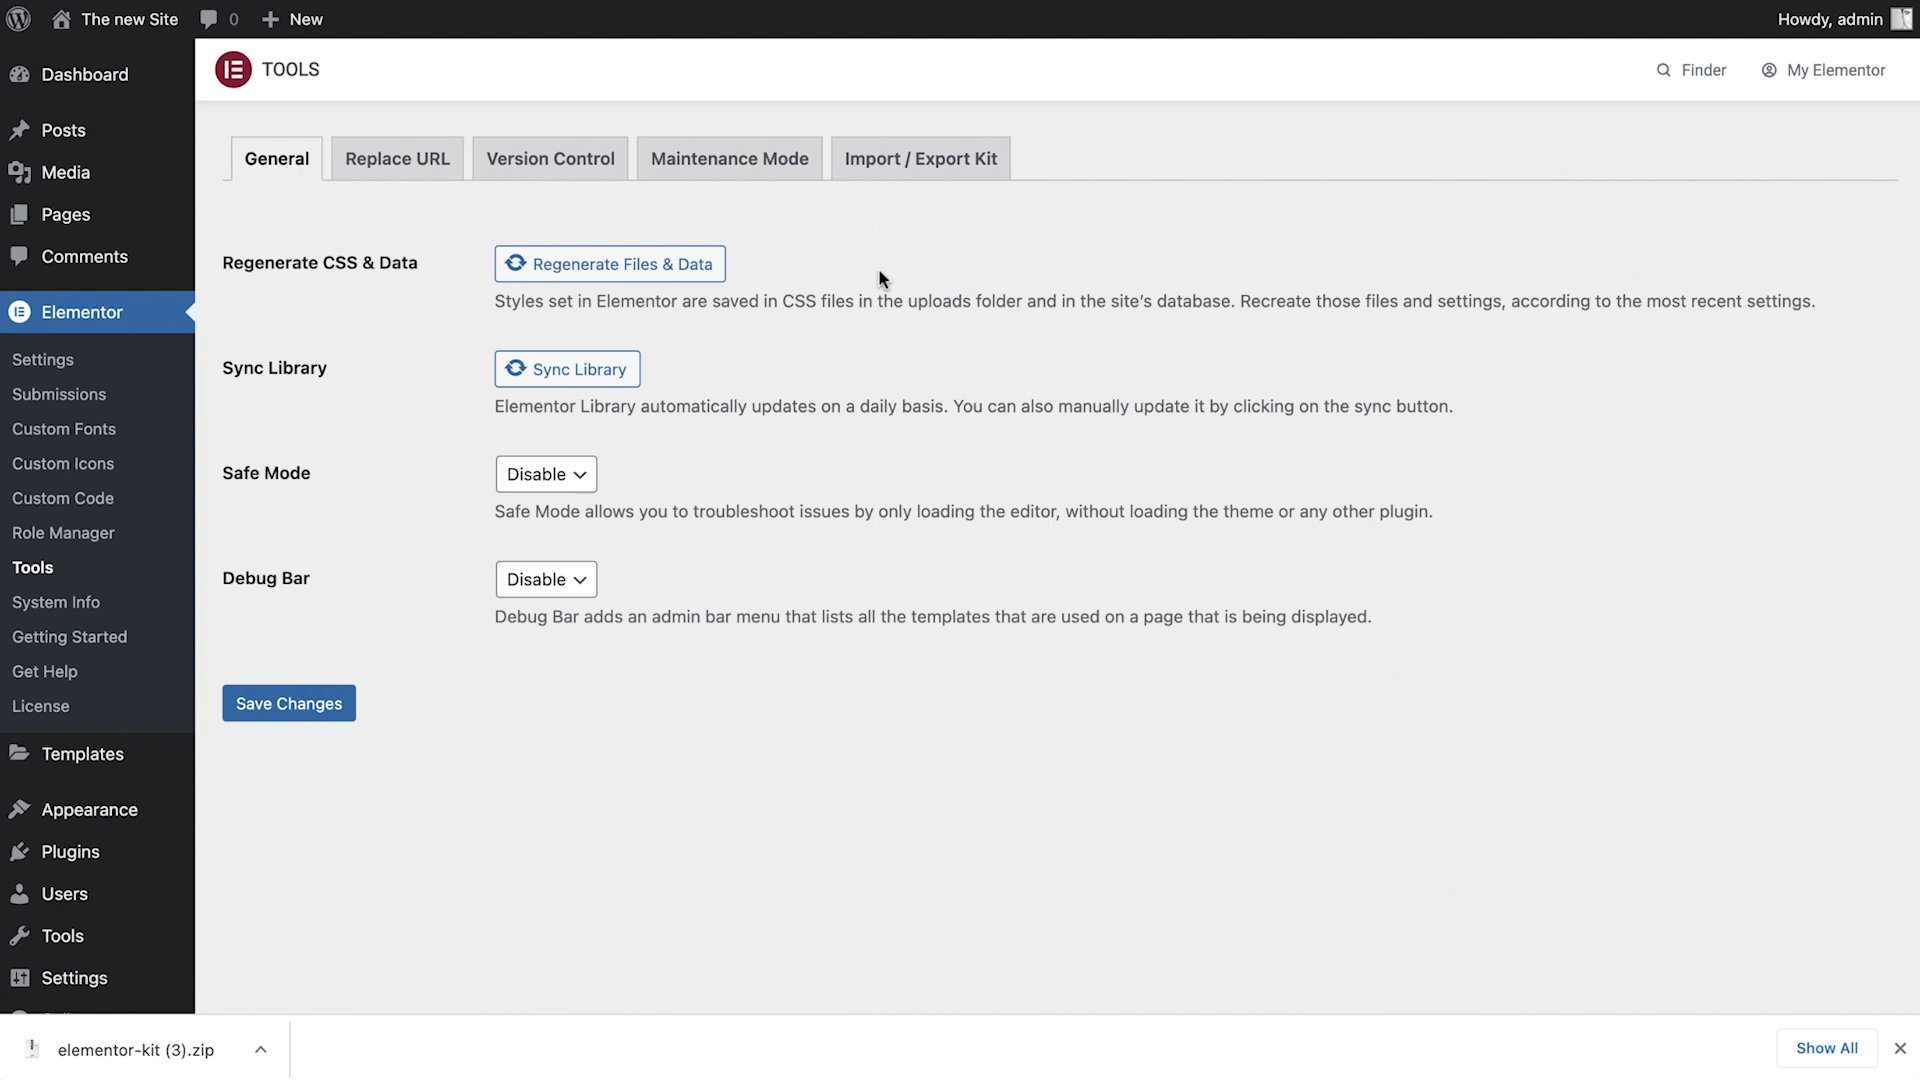 The new Site
0
New
Howdy, admin
Dashboard
Posts
Media
Pages
Comments
Elementor
Settings
Submissions
Custom Fonts
Custom Icons
Custom Code
Role Manager
Tools
System Info
Getting Started
Get Help
License
Templates
Appearance
Plugins
Users
Tools
Settings
TOOLS
Finder
My Elementor
General
Replace URL
Version Control
Maintenance Mode
Import / Export Kit
Regenerate CSS & Data
Regenerate Files & Data
Styles set in Elementor are saved in CSS files in the uploads folder and in the site's database. Recreate those files and settings, according to the most recent settings.
Sync Library
Sync Library
Elementor Library automatically updates on a daily basis. You can also manually update it by clicking on the sync button.
Safe Mode
Disable
Safe Mode allows you to troubleshoot issues by only loading the editor, without loading the theme or any other plugin.
Debug Bar
Disable
Debug Bar adds an admin bar menu that lists all the templates that are used on a page that is being displayed.
Save Changes
elementor-kit (3).zip
Show All